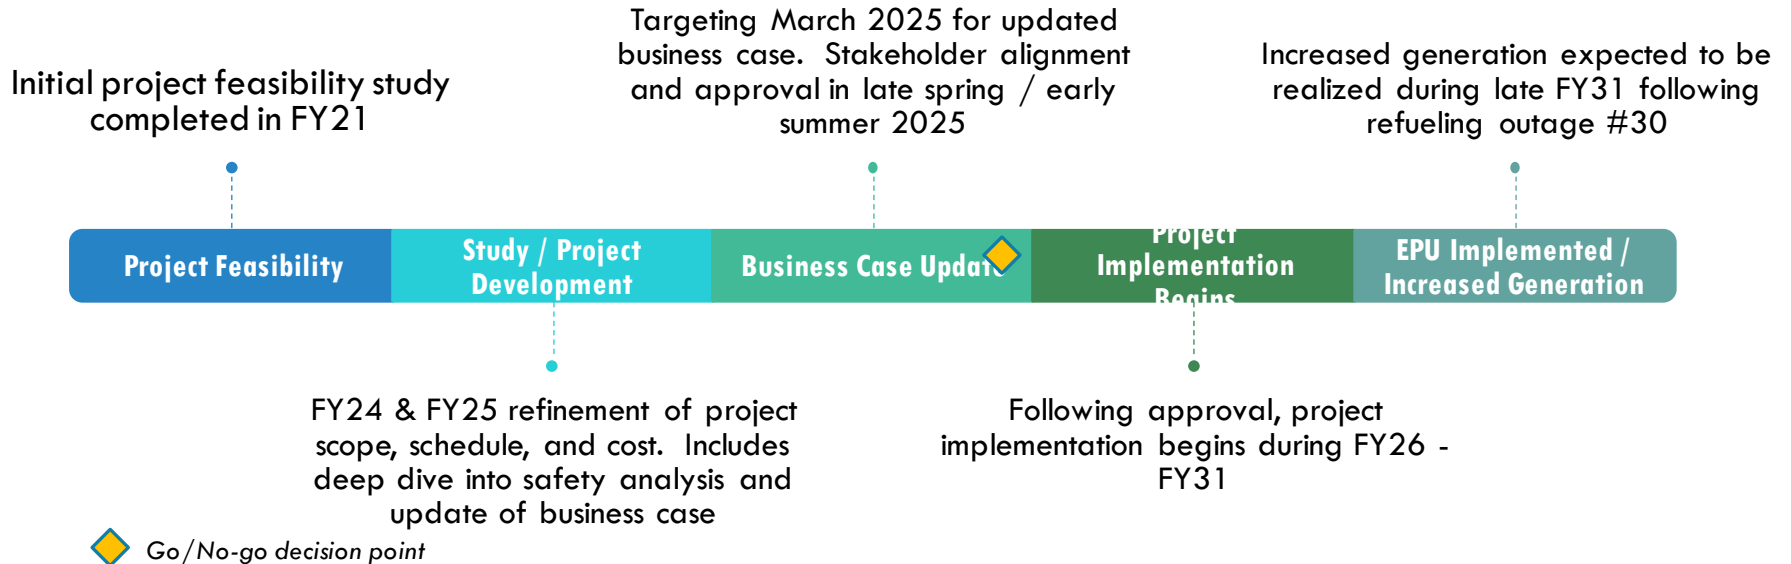 Initial project feasibility study
completed in FY21
Targeting March 2025 for updated
business case. Stakeholder alignment
and approval in late spring / early
summer 2025
Increased generation expected to be
realized during late FY31 following
refueling outage #30
Project Feasibility
Study / Project
Development
Business Case Update
Project
Implementation
Begins
EPU Implemented /
Increased Generation
FY24 & FY25 refinement of project
scope, schedule, and cost. Includes
deep dive into safety analysis and
update of business case
Following approval, project
implementation begins during FY26 -
FY31
Go/No-go decision point